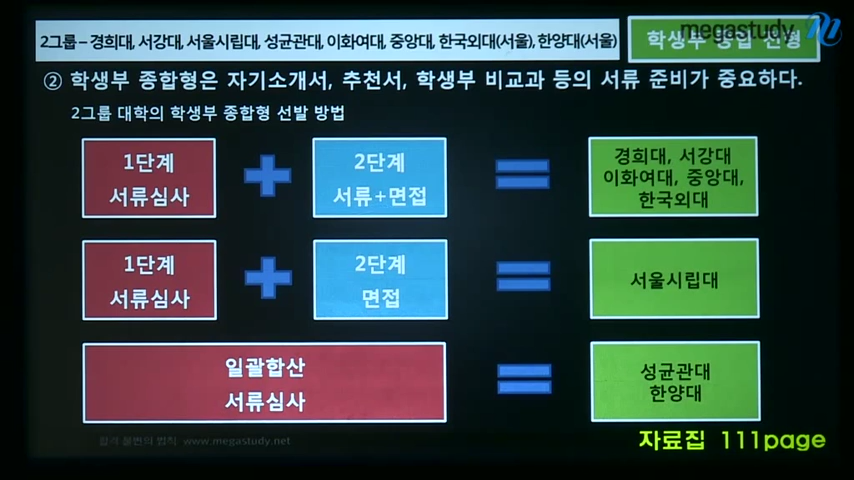 2그룹 – 경희대, 서강대, 서울시립대, 성균관대, 이화여대, 중앙대, 한국외대(서울), 한양대(서울)
megastudy
학생부 종합 전형
② 학생부 종합형은 자기소개서, 추천서, 학생부 비교과 등의 서류 준비가 중요하다.
2그룹 대학의 학생부 종합형 선발 방법
1단계
서류심사
2단계
서류+면접
경희대, 서강대
이화여대, 중앙대,
한국외대
1단계
서류심사
2단계
면접
서울시립대
일괄합산
서류심사
성균관대
한양대
합격 불변의 법칙 www.megastudy.net
자료집 111page